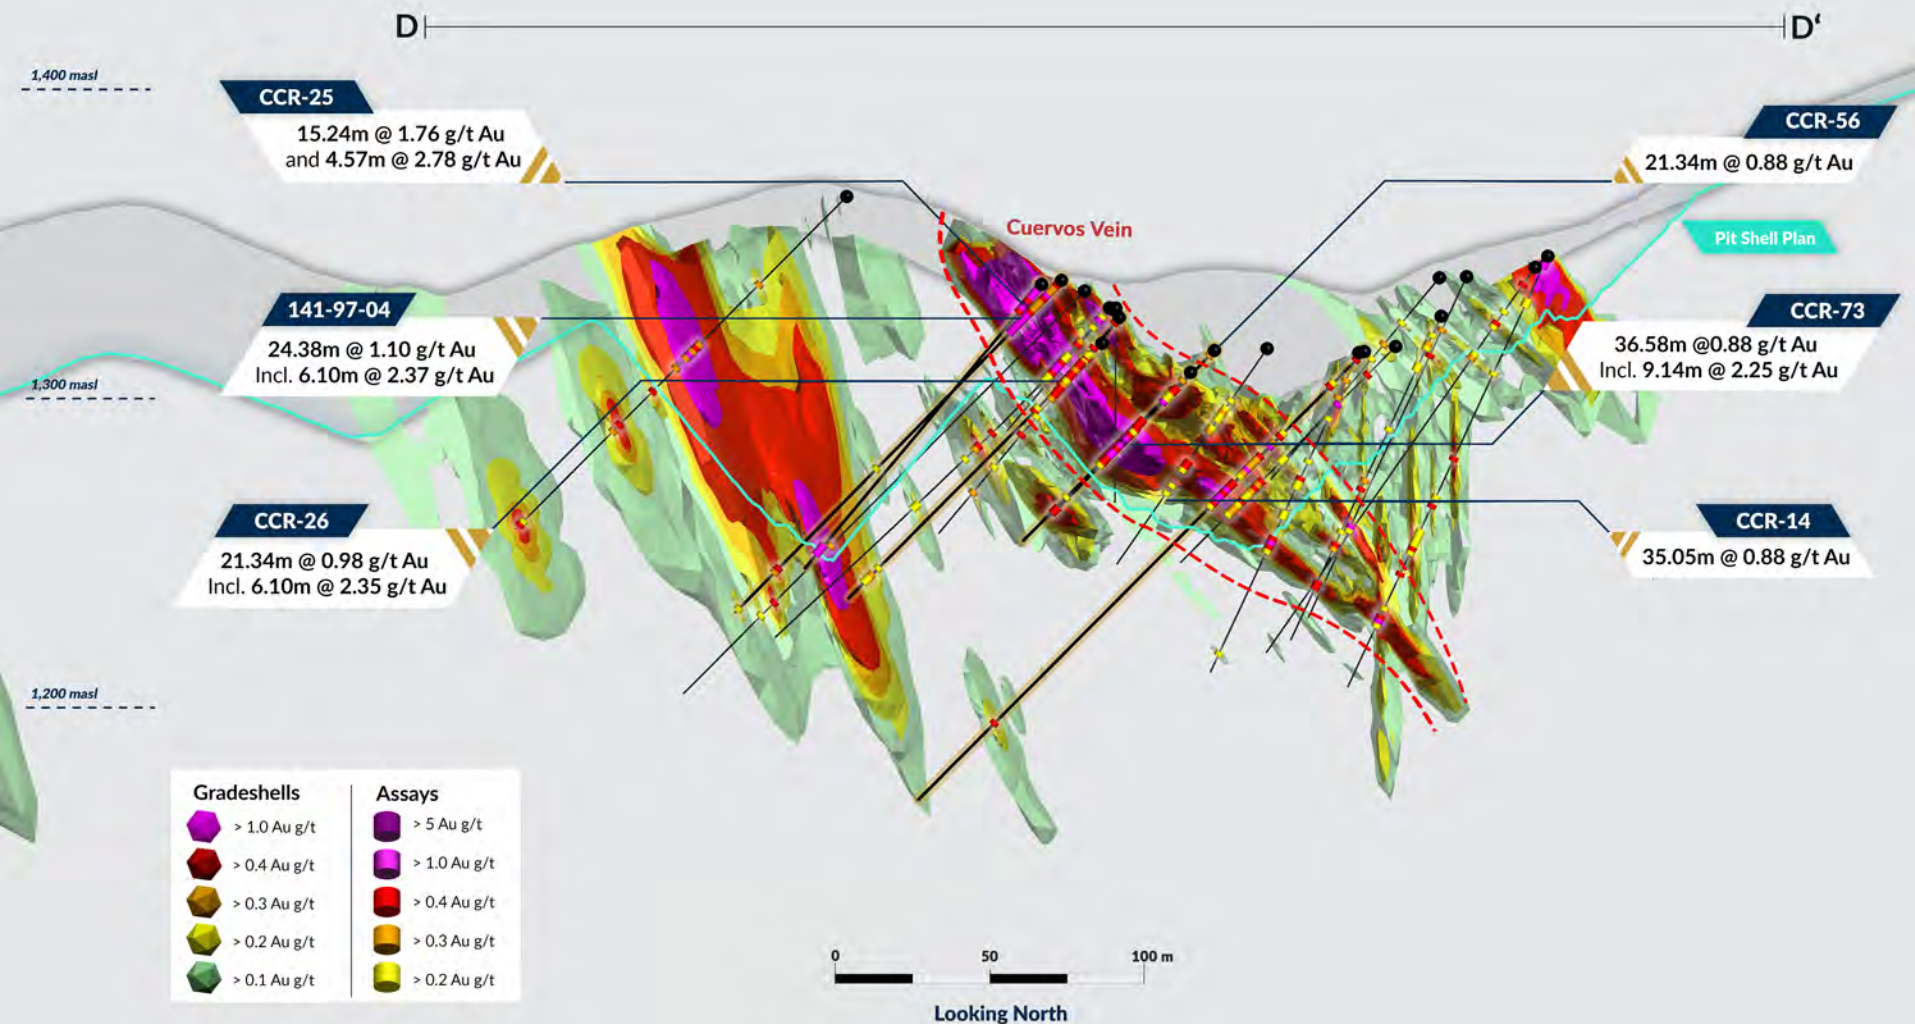 D
D'
1,400 masl
CCR-25
15.24m @ 1.76 g/t Au
and 4.57m @ 2.78 g/t Au
CCR-56
21.34m @ 0.88 g/t Au
Cuervos Vein
Pit Shell Plan
141-97-04
24.38m @ 1.10 g/t Au
Incl. 6.10m @ 2.37 g/t Au
CCR-73
36.58m @0.88 g/t Au
Incl. 9.14m @ 2.25 g/t Au
1,300 masl
CCR-26
21.34m @ 0.98 g/t Au
Incl. 6.10m @ 2.35 g/t Au
CCR-14
35.05m @ 0.88 g/t Au
1,200 masl
Gradeshells
> 1.0 Au g/t
> 0.4 Au g/t
> 0.3 Au g/t
> 0.2 Au g/t
> 0.1 Au g/t
Assays
> 5 Au g/t
> 1.0 Au g/t
> 0.4 Au g/t
> 0.3 Au g/t
> 0.2 Au g/t
0 50 100 m
Looking North